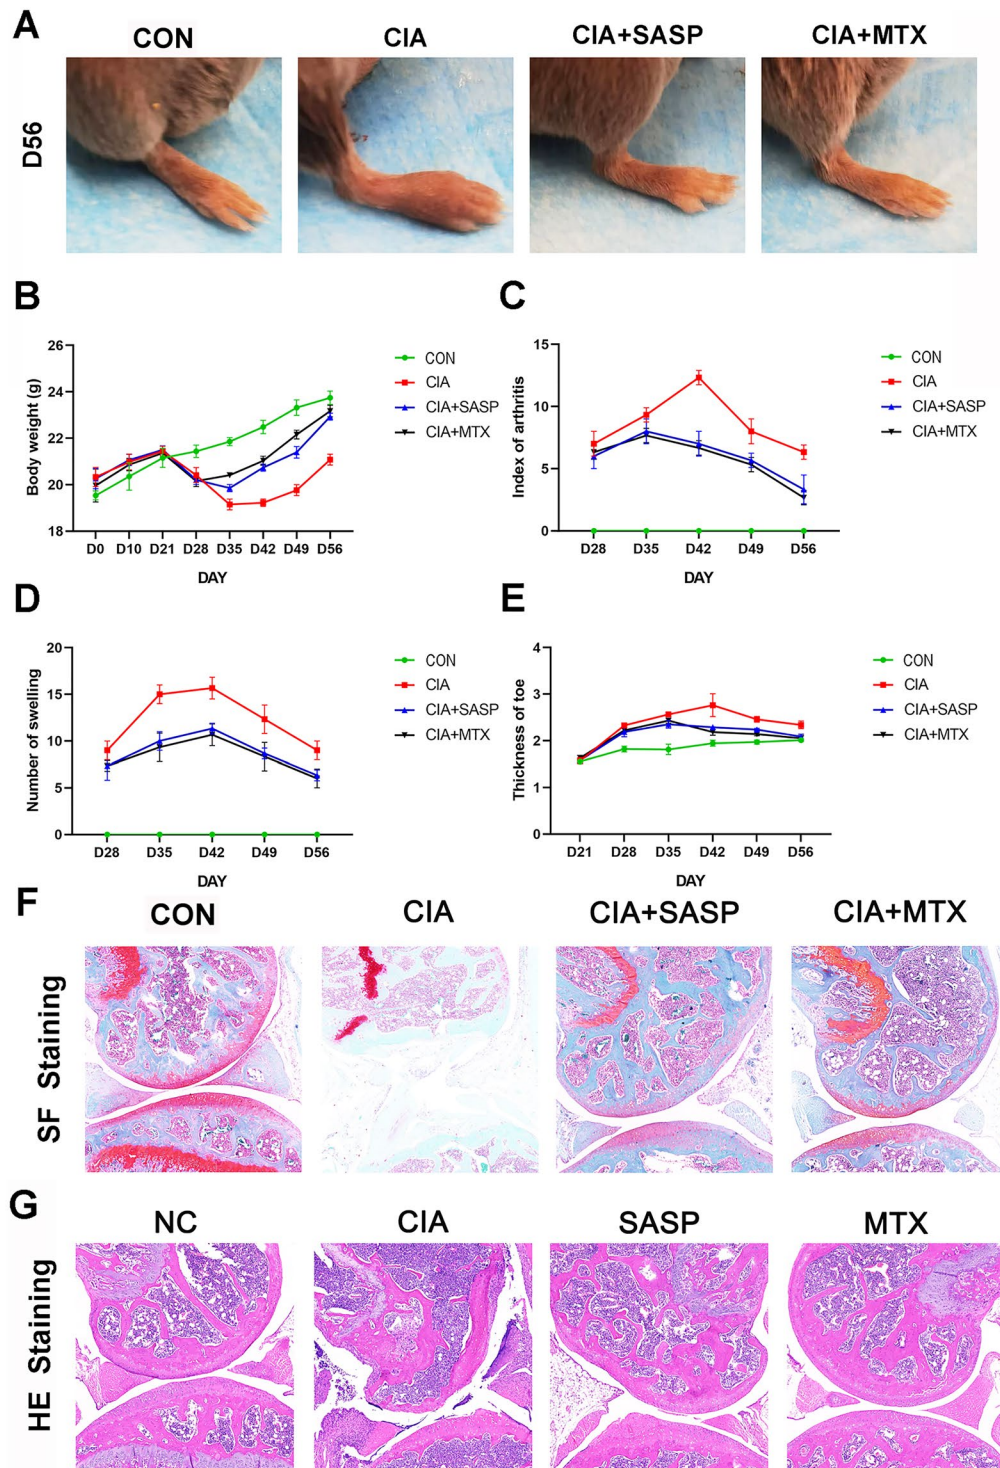 A
CON CIA CIA+SASP CIA+MTX
D56
B
Body weight (g)
26
24
22
20
18
D0 D10 D21 D28 D35 D42 D49 D56
DAY
CON
CIA
CIA+SASP
CIA+MTX
C
Index of arthritis
15
10
5
0
D28 D35 D42 D49 D56
DAY
CON
CIA
CIA+SASP
CIA+MTX
D
Number of swelling
20
15
10
5
0
D28 D35 D42 D49 D56
DAY
CON
CIA
CIA+SASP
CIA+MTX
E
Thickness of toe
4
3
2
1
0
D21 D28 D35 D42 D49 D56
DAY
CON
CIA
CIA+SASP
CIA+MTX
F
CON CIA CIA+SASP CIA+MTX
SF Staining
G
NC CIA SASP MTX
HE Staining